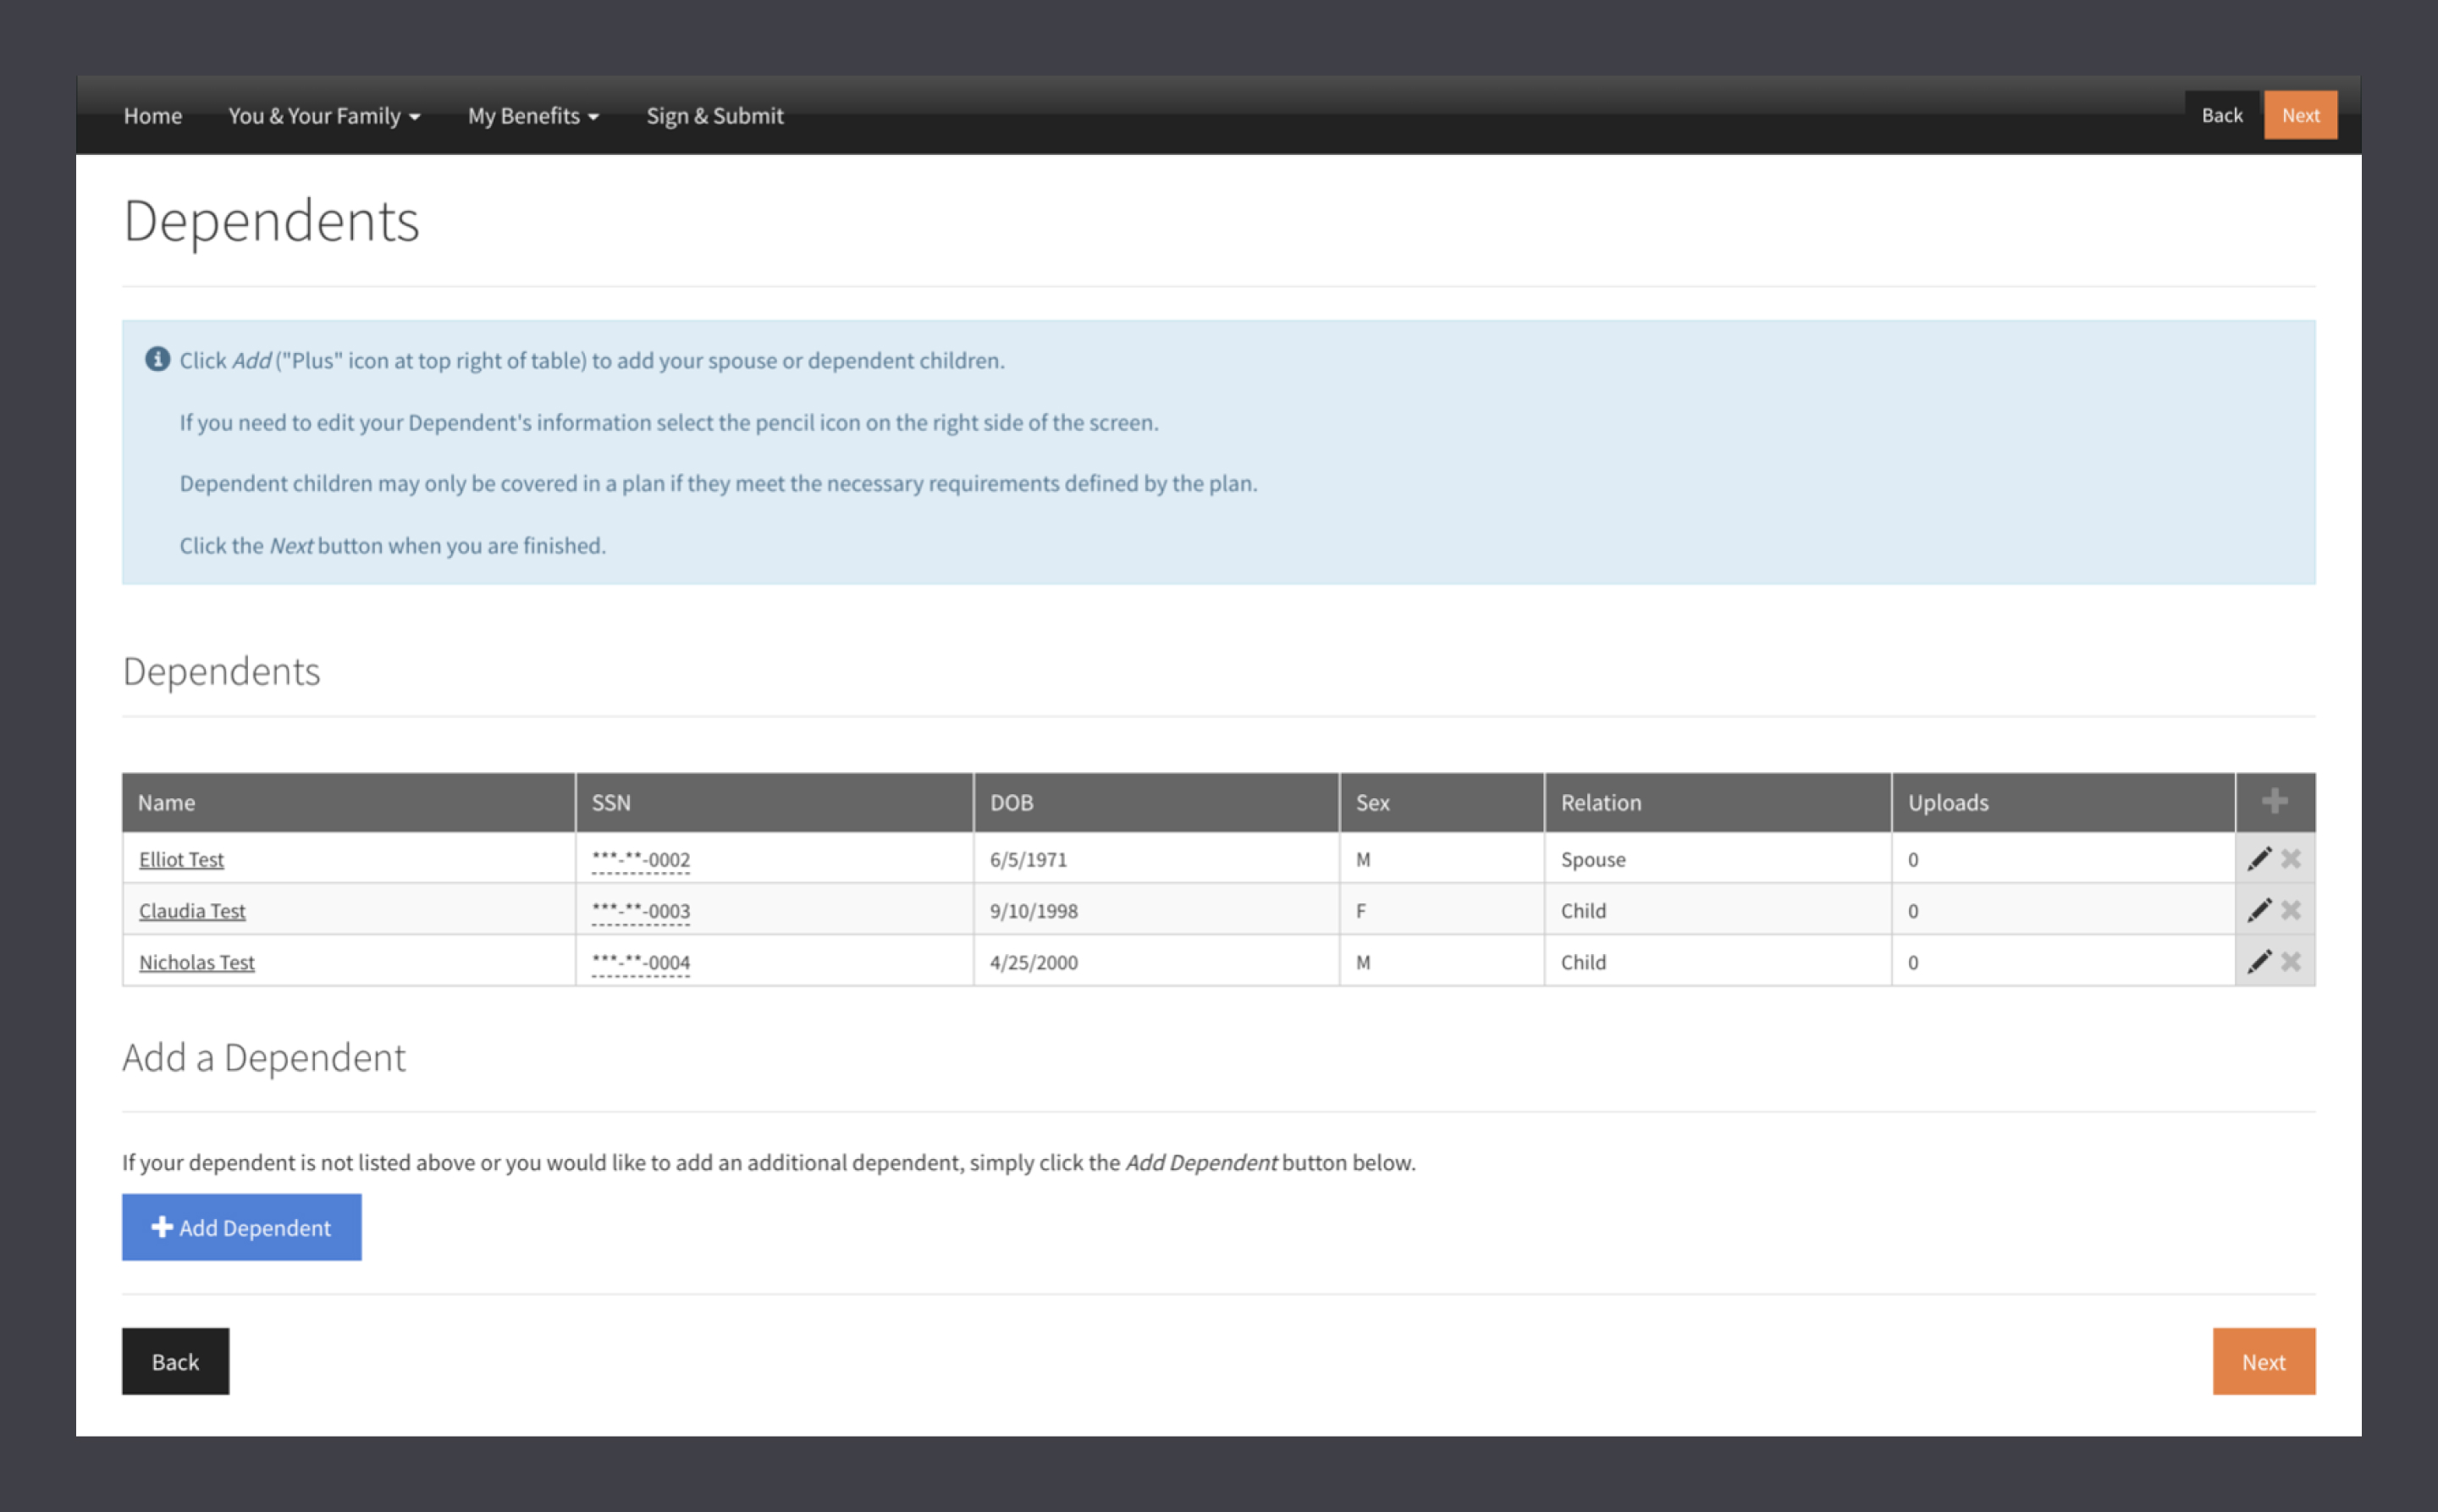 Home You & Your Family My Benefits Sign & Submit Back Next
Dependents
Click Add ("Plus" icon at top right of table) to add your spouse or dependent children.
If you need to edit your Dependent's information select the pencil icon on the right side of the screen.
Dependent children may only be covered in a plan if they meet the necessary requirements defined by the plan.
Click the Next button when you are finished.
Dependents
Name SSN DOB Sex Relation Uploads
Elliot Test ***-**-0002 6/5/1971 M Spouse 0
Claudia Test ***-**-0003 9/10/1998 F Child 0
Nicholas Test ***-**-0004 4/25/2000 M Child 0
Add a Dependent
If your dependent is not listed above or you would like to add an additional dependent, simply click the Add Dependent button below.
Add Dependent
Back Next